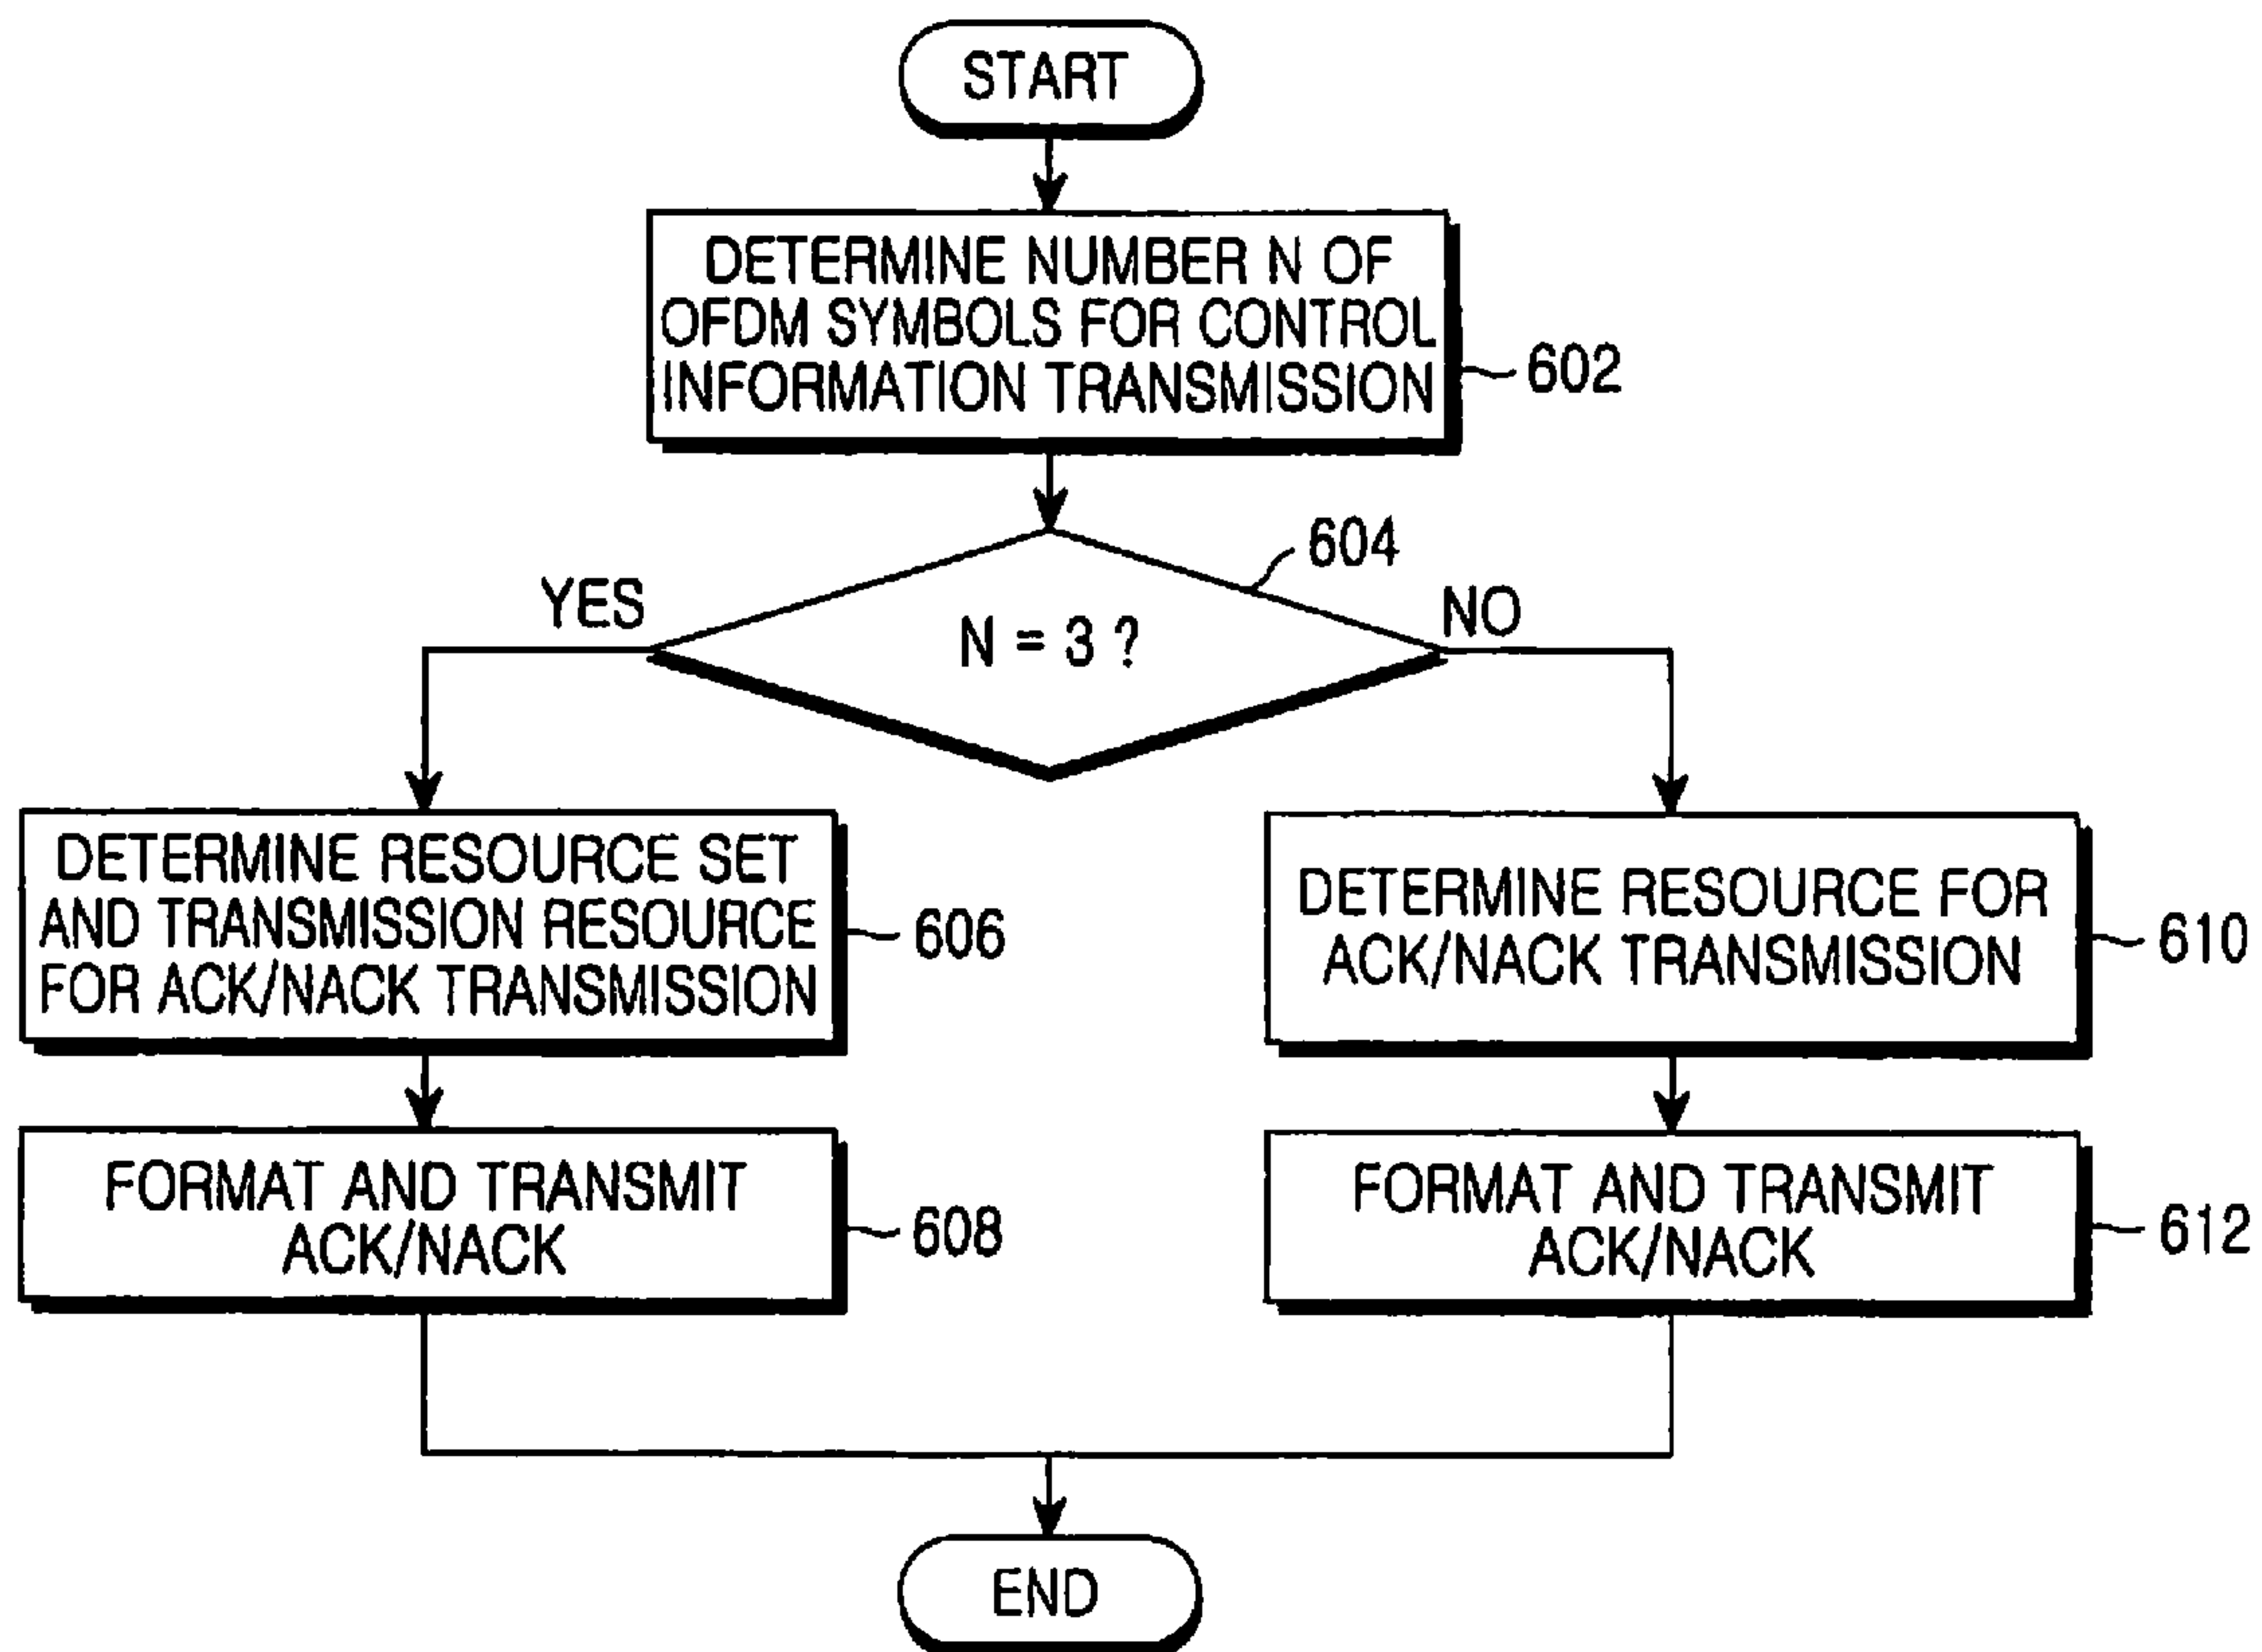 START
DETERMINE NUMBER N OF
OFDM SYMBOLS FOR CONTROL
INFORMATION TRANSMISSION
602
604
YES
N = 3 ?
NO
DETERMINE RESOURCE SET
AND TRANSMISSION RESOURCE
FOR ACK/NACK TRANSMISSION
606
DETERMINE RESOURCE FOR
ACK/NACK TRANSMISSION
610
FORMAT AND TRANSMIT
ACK/NACK
608
FORMAT AND TRANSMIT
ACK/NACK
612
END